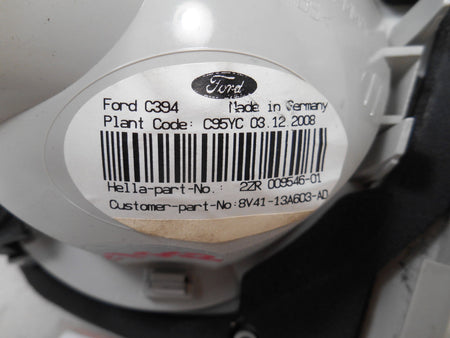 Ford
Ford C394 Made in Germany
Plant Code: C95YC 03.12.2008
Hella-part-No.: 2ZR 009546-01
Customer-part-No:8V41-13A603-AD